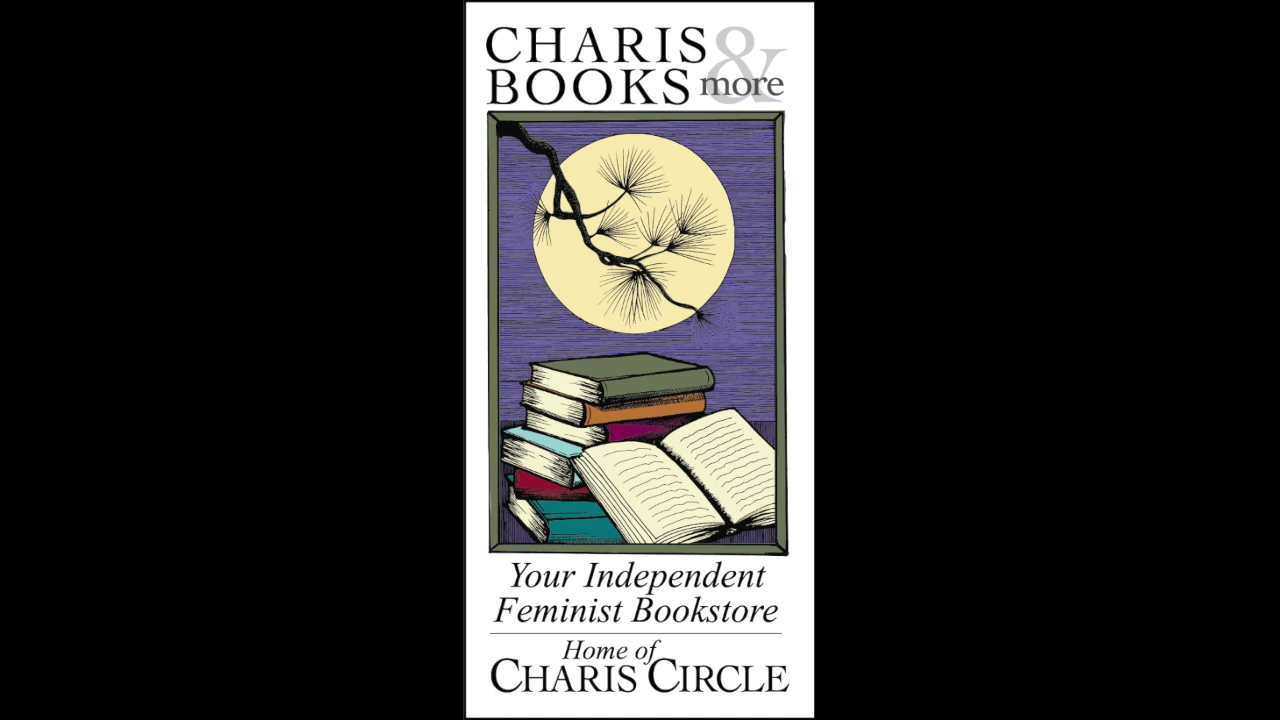 CHARIS &
BOOKS more
Your Independent
Feminist Bookstore
Home of
CHARIS CIRCLE